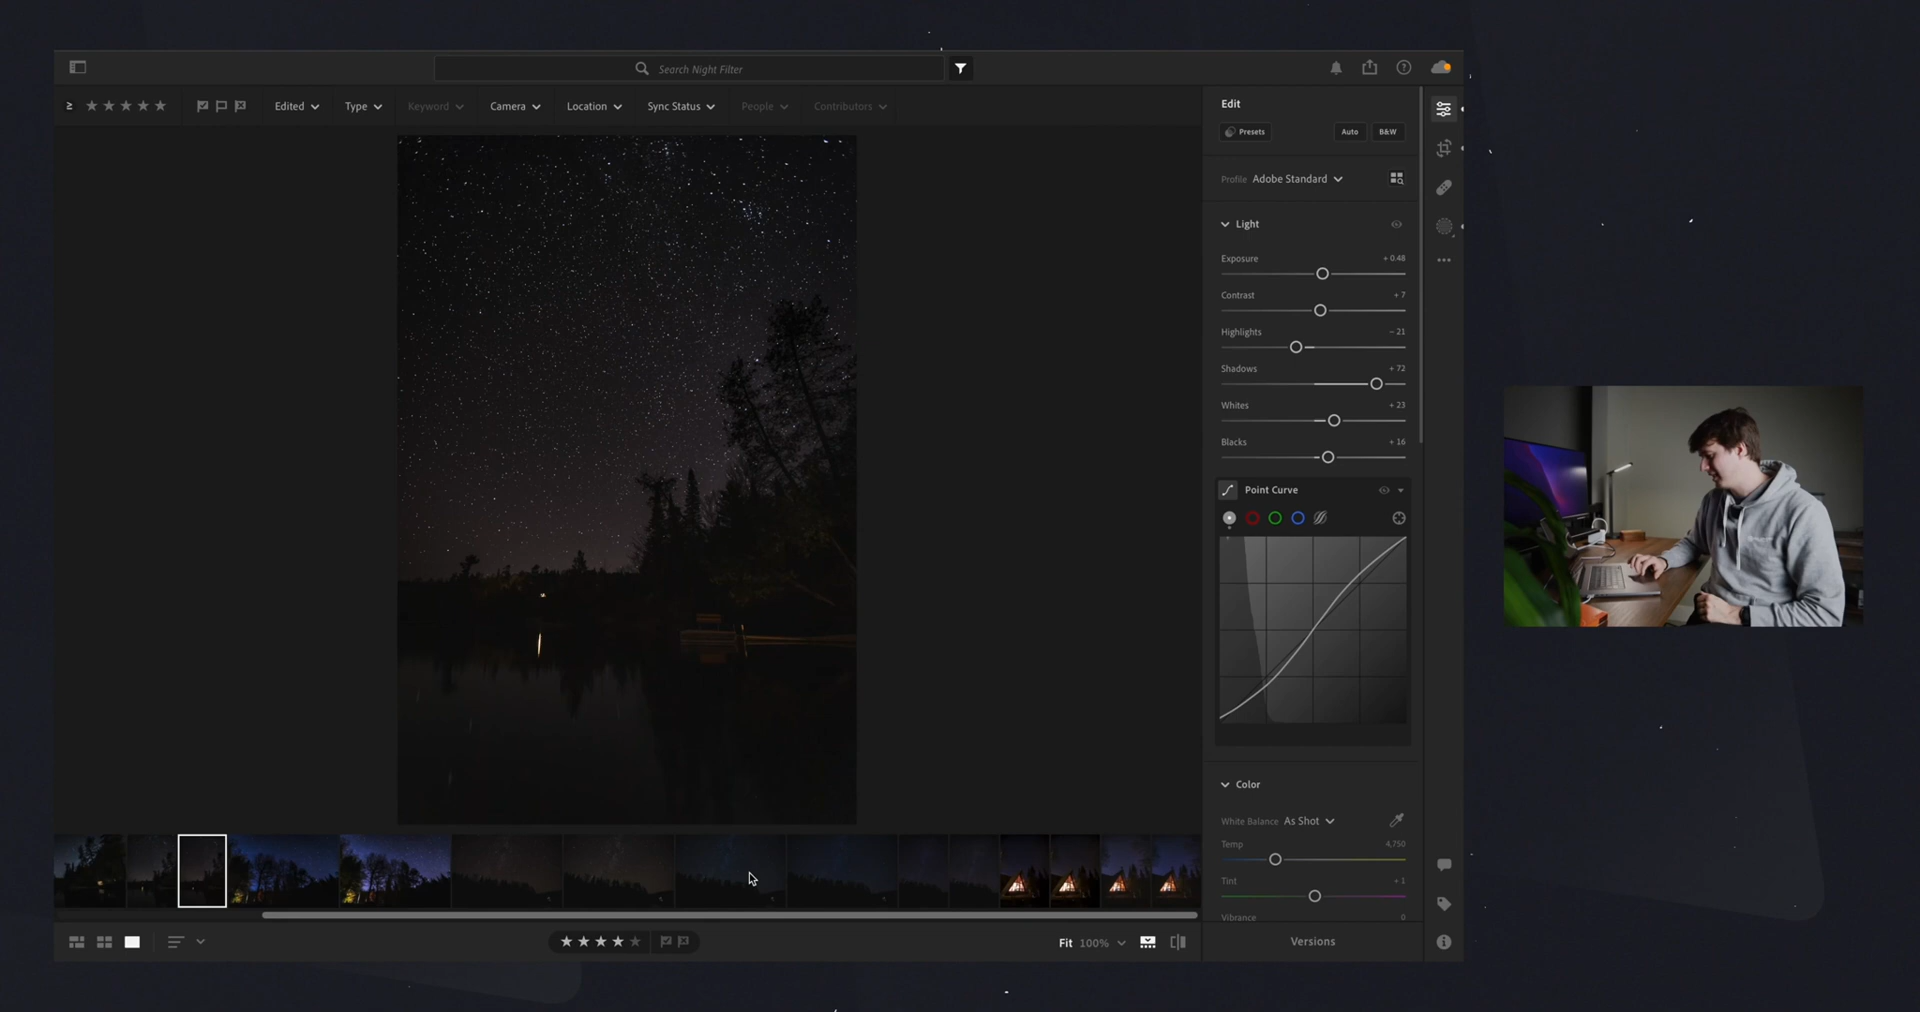 Search Night Filter
≥
Edited Type Keyword Camera Location Sync Status People Contributors
Edit
Presets Auto B&W
Profile Adobe Standard
Light
Exposure + 0.48
Contrast + 7
Highlights – 21
Shadows + 72
Whites + 23
Blacks + 16
Point Curve
Color
White Balance As Shot
Temp 4,750
Tint + 1
Vibrance 0
Fit 100%
Versions